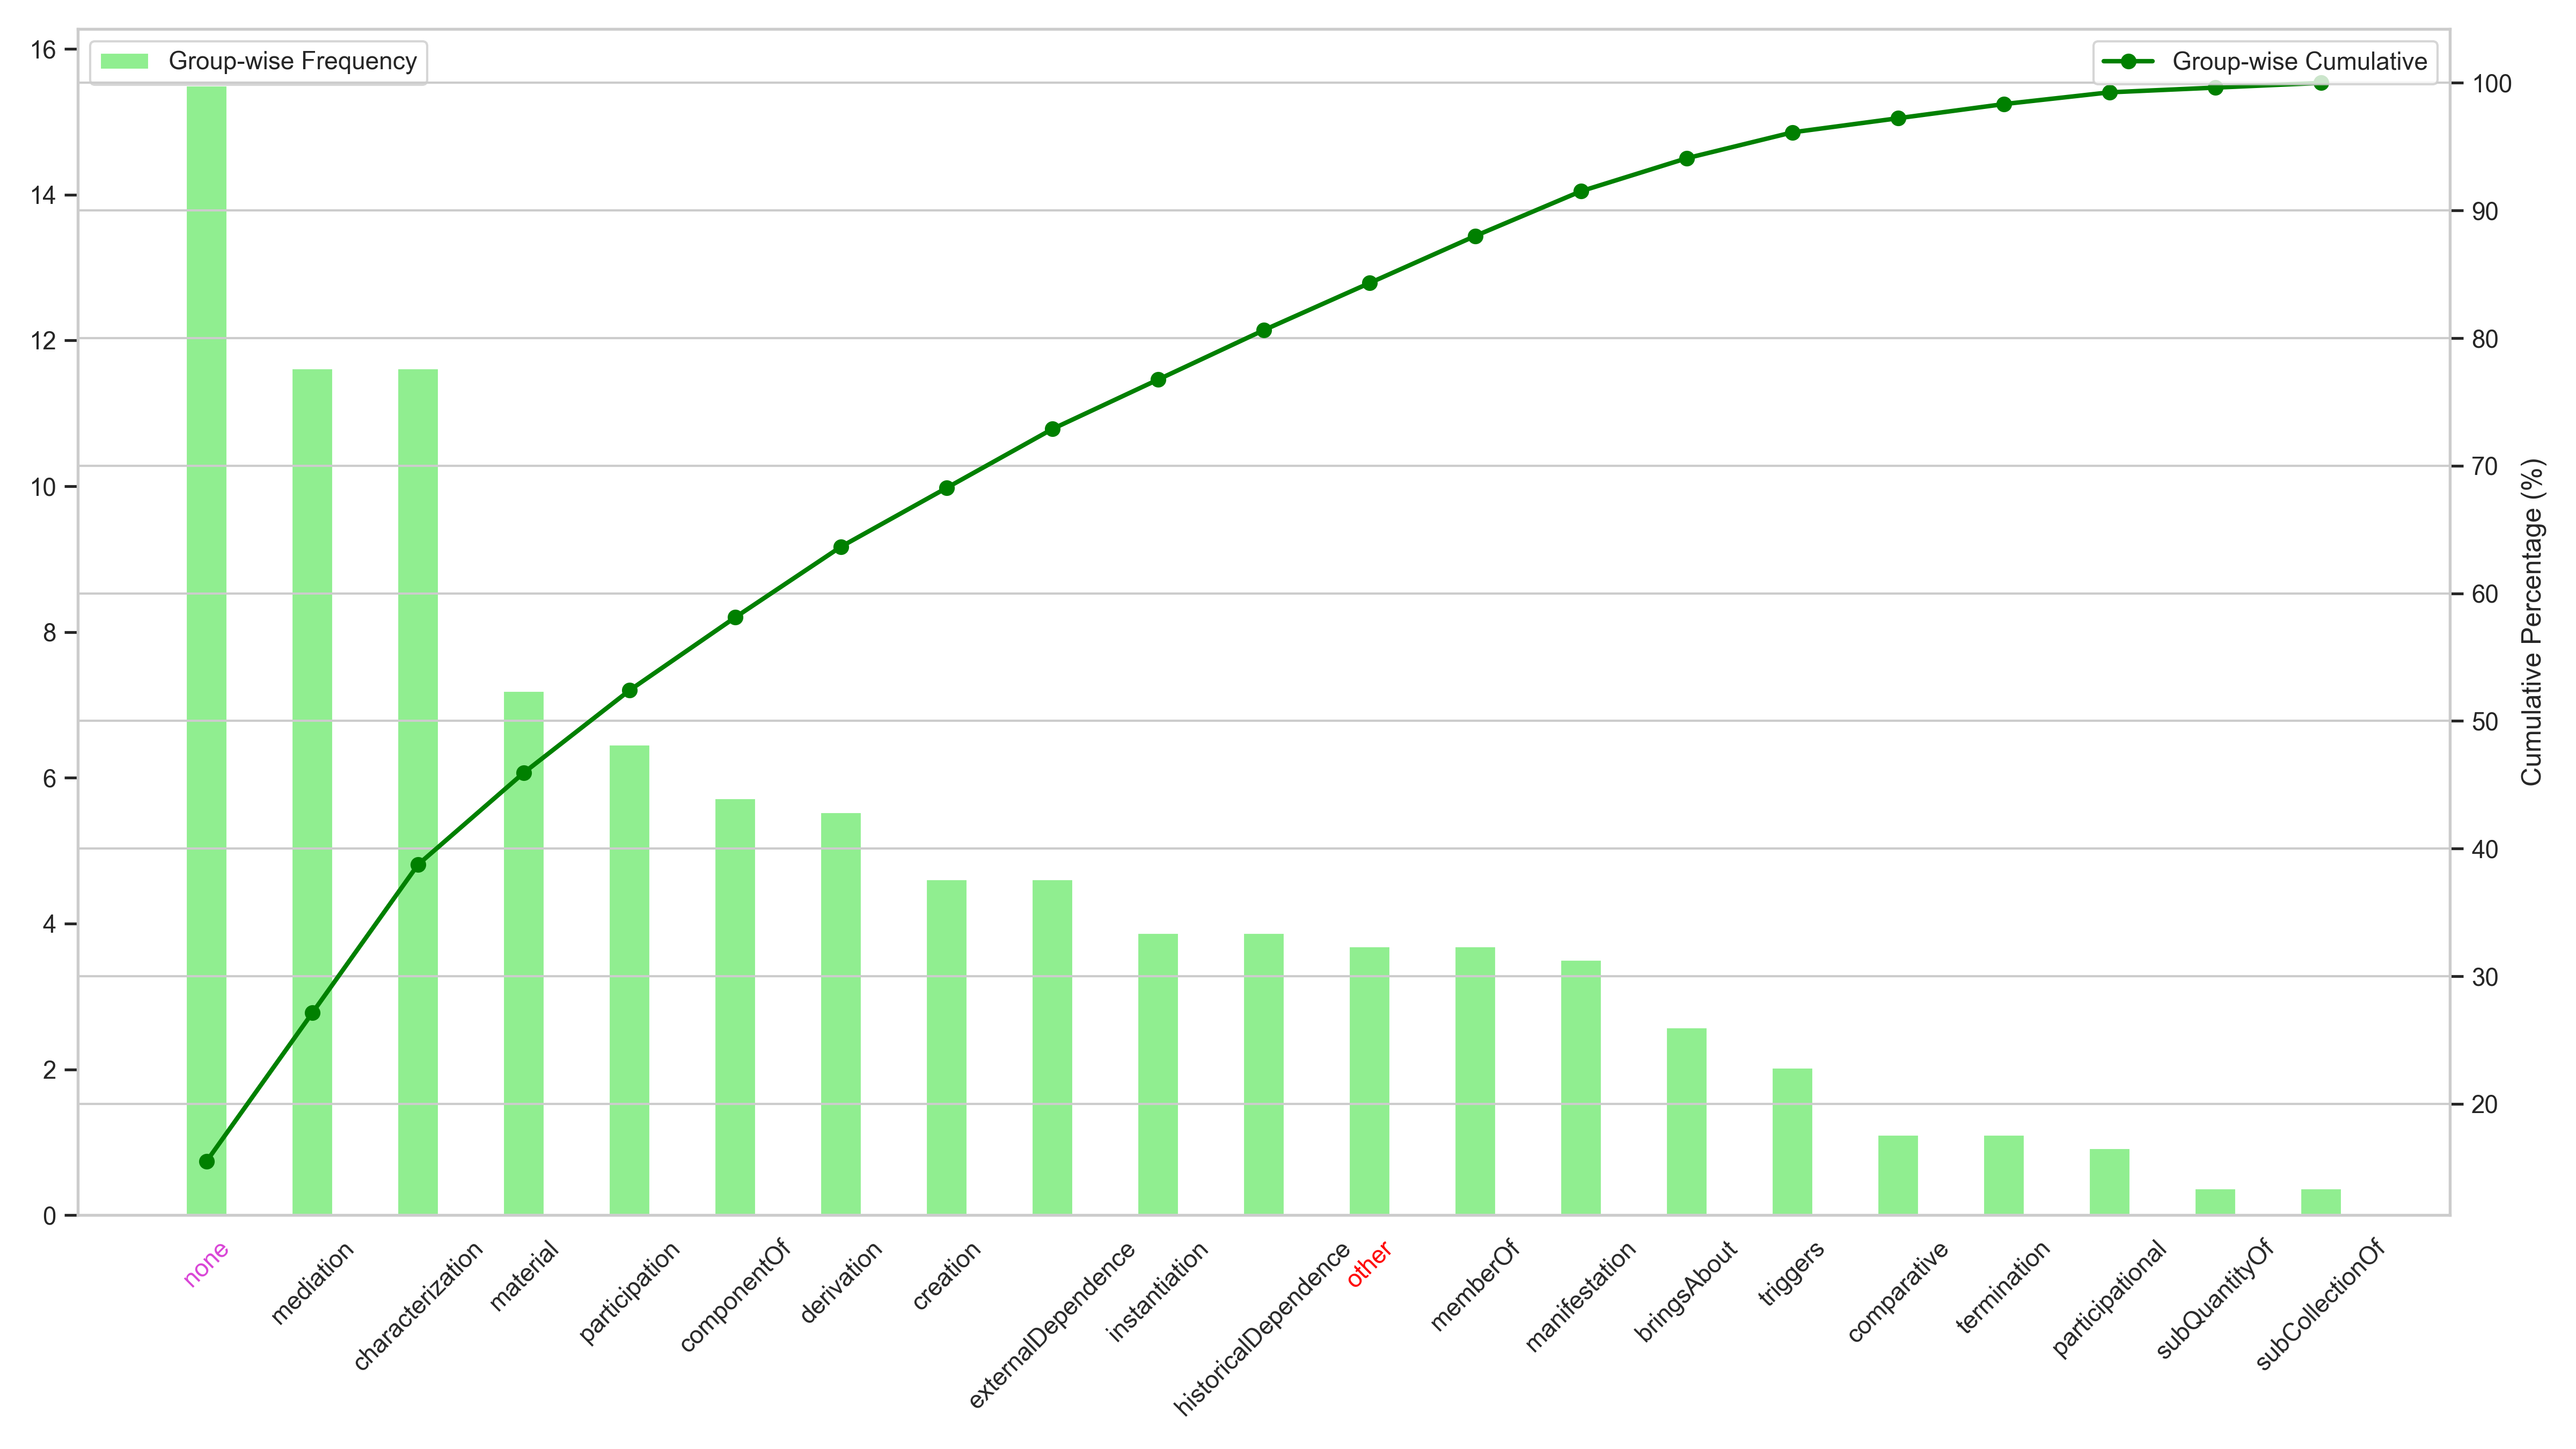 Group-wise Frequency
Group-wise Cumulative
16
14
12
10
8
6
4
2
0
100
90
80
70
60
50
40
30
20
Cumulative Percentage (%)
none
mediation
characterization
material
participation
componentOf
derivation
creation
externalDependence
instantiation
historicalDependence
other
memberOf
manifestation
bringsAbout
triggers
comparative
termination
participational
subQuantityOf
subCollectionOf